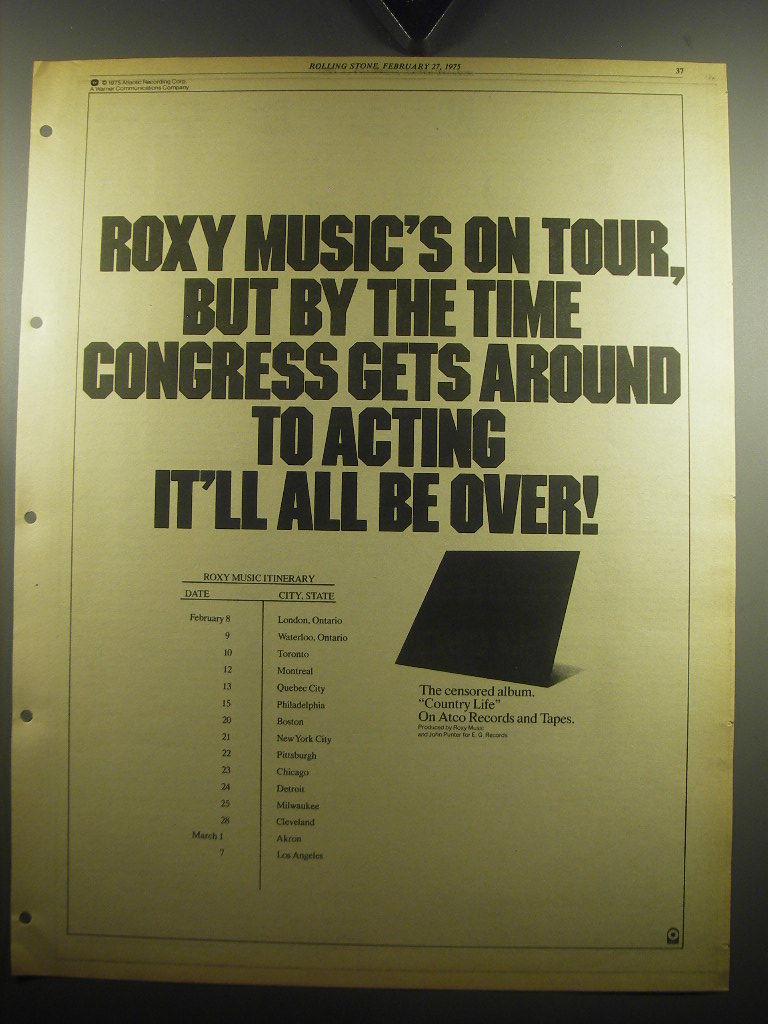 ROLLING STONE, FEBRUARY 27, 1975
37
© 1975 Atlantic Recording Corp.
A Warner Communications Company
ROXY MUSIC'S ON TOUR,
BUT BY THE TIME
CONGRESS GETS AROUND
TO ACTING
IT'LL ALL BE OVER!
ROXY MUSIC ITINERARY
DATE CITY, STATE
February 8 London, Ontario
9 Waterloo, Ontario
10 Toronto
12 Montreal
13 Quebec City
15 Philadelphia
20 Boston
21 New York City
22 Pittsburgh
23 Chicago
24 Detroit
25 Milwaukee
28 Cleveland
March 1 Akron
7 Los Angeles
The censored album.
"Country Life"
On Atco Records and Tapes.
Produced by Roxy Music
and John Punter for E. G. Records